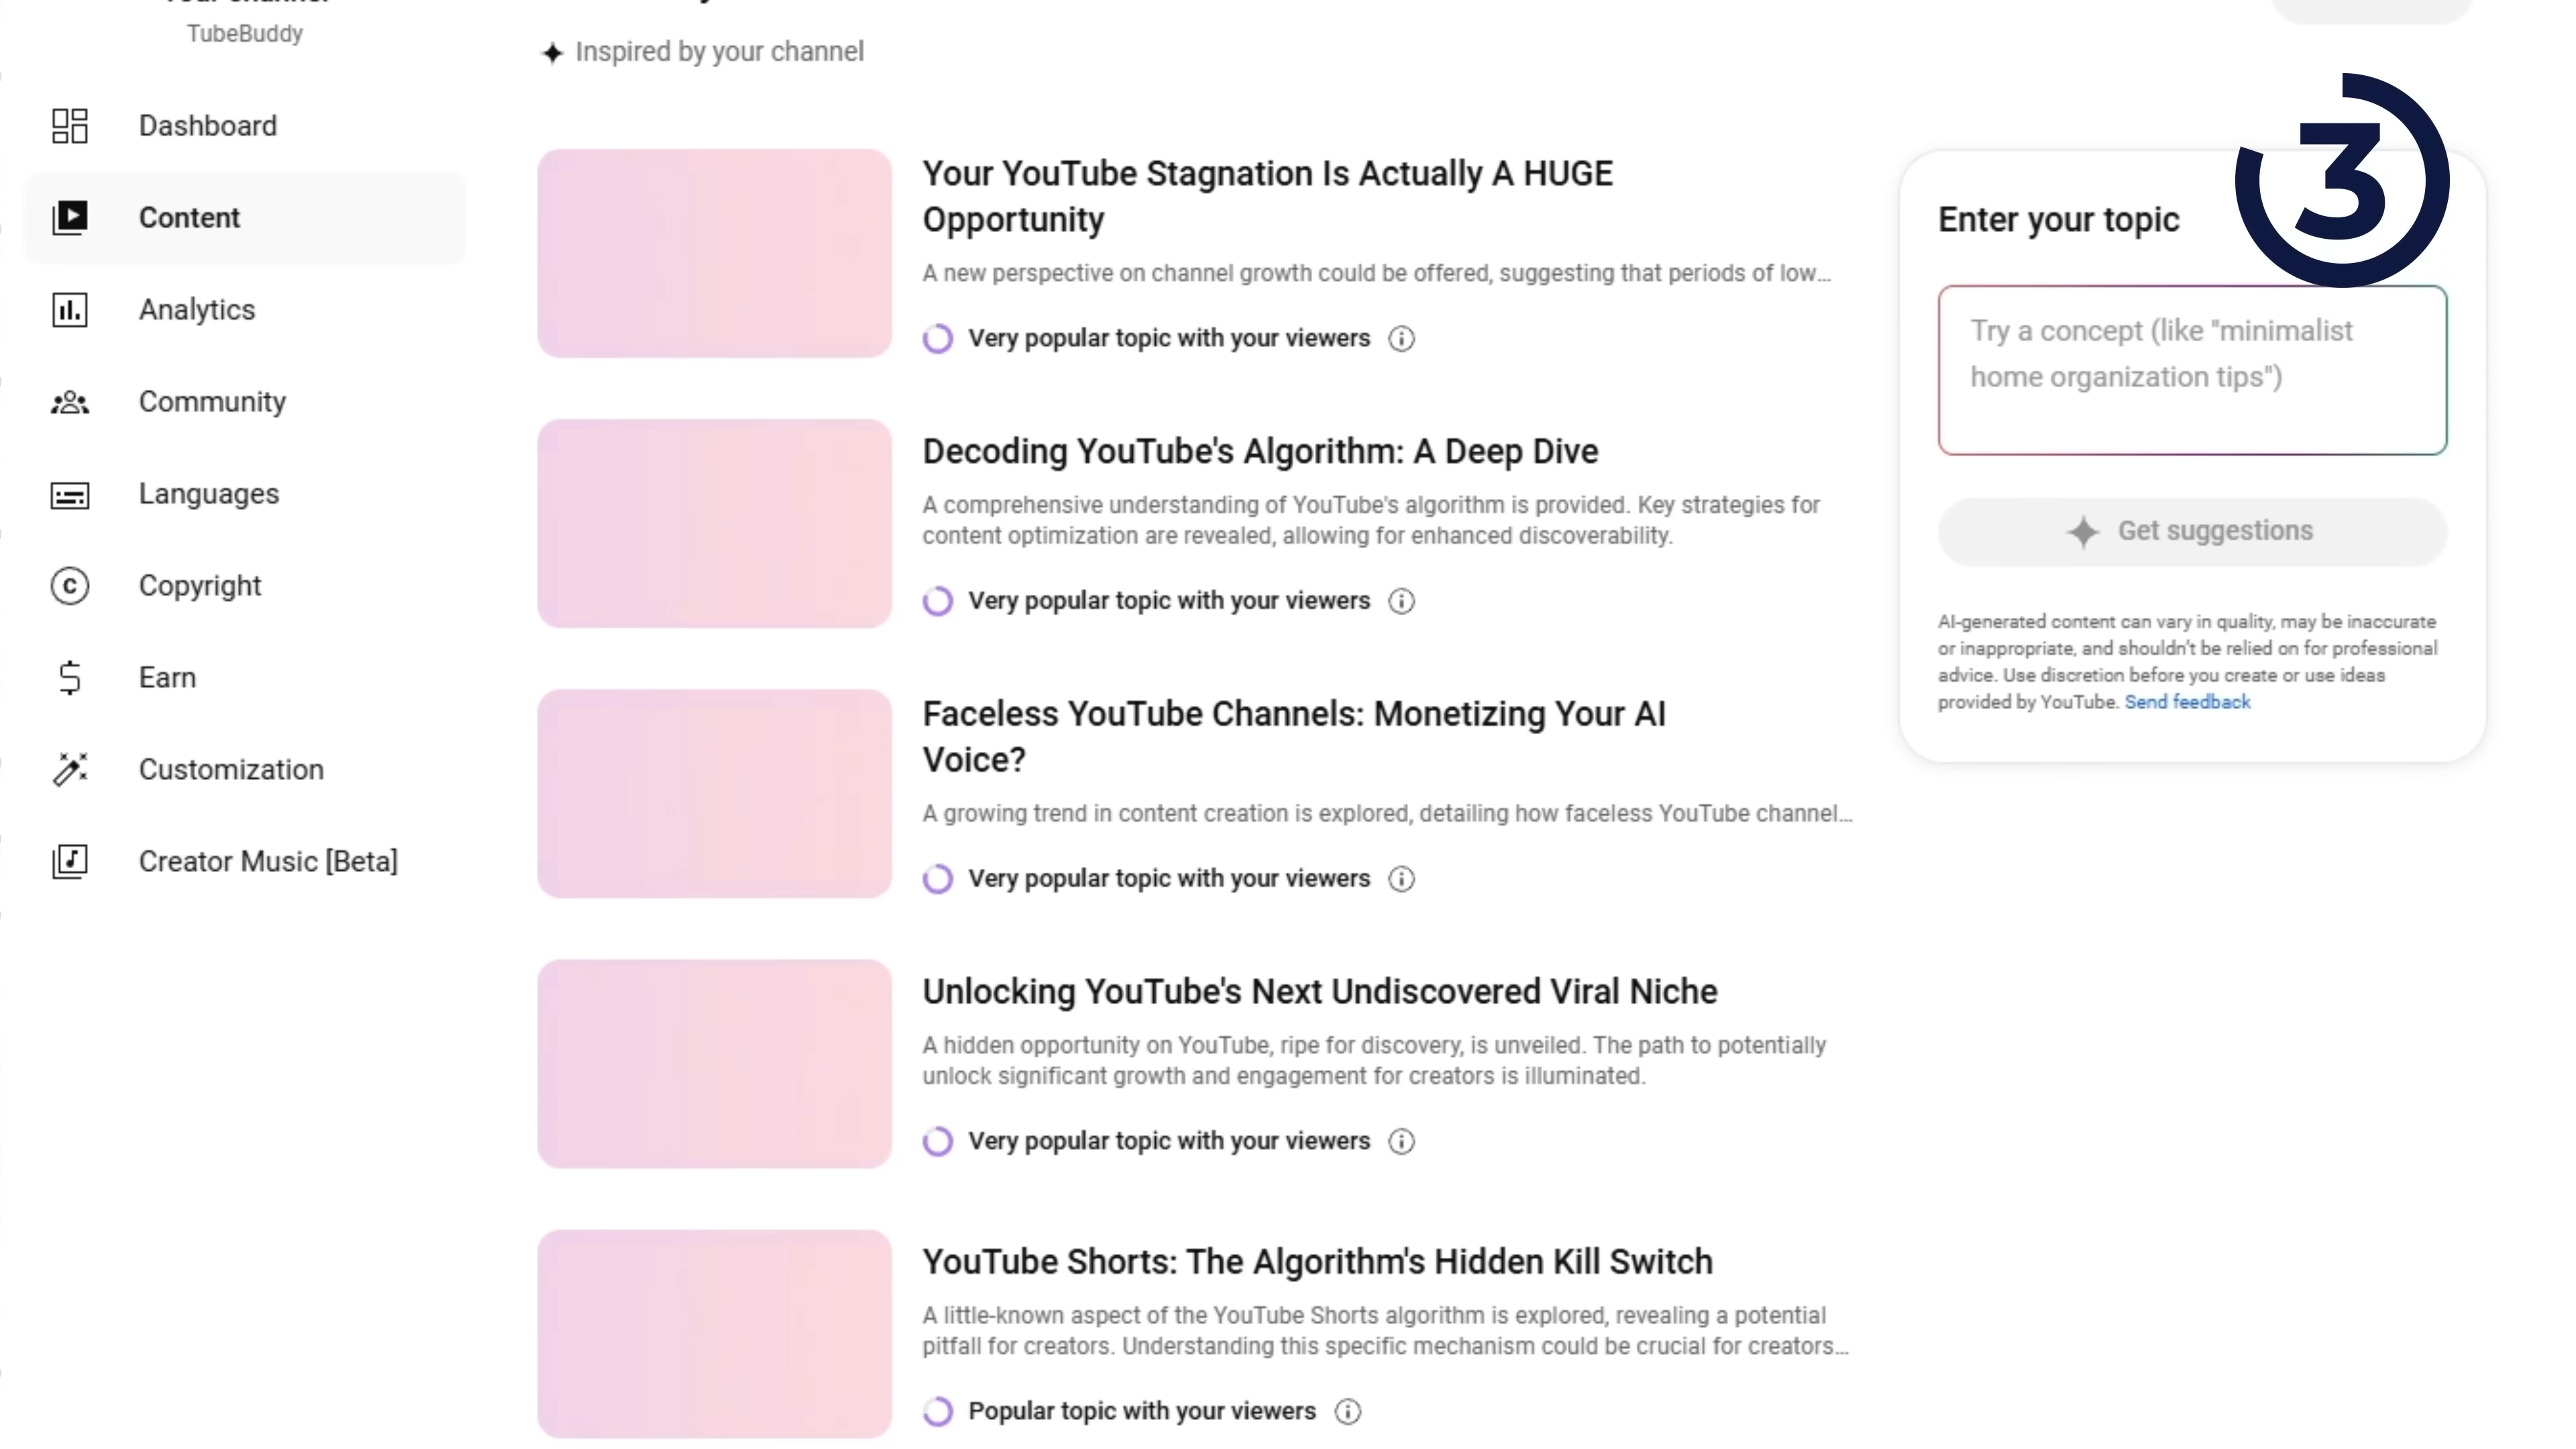 TubeBuddy
Inspired by your channel
Dashboard
Content
Analytics
Community
Languages
Copyright
Earn
Customization
Creator Music [Beta]
Your YouTube Stagnation Is Actually A HUGE
Opportunity
A new perspective on channel growth could be offered, suggesting that periods of low...
Very popular topic with your viewers
Decoding YouTube's Algorithm: A Deep Dive
A comprehensive understanding of YouTube's algorithm is provided. Key strategies for
content optimization are revealed, allowing for enhanced discoverability.
Very popular topic with your viewers
Faceless YouTube Channels: Monetizing Your AI
Voice?
A growing trend in content creation is explored, detailing how faceless YouTube channel...
Very popular topic with your viewers
Unlocking YouTube's Next Undiscovered Viral Niche
A hidden opportunity on YouTube, ripe for discovery, is unveiled. The path to potentially
unlock significant growth and engagement for creators is illuminated.
Very popular topic with your viewers
YouTube Shorts: The Algorithm's Hidden Kill Switch
A little-known aspect of the YouTube Shorts algorithm is explored, revealing a potential
pitfall for creators. Understanding this specific mechanism could be crucial for creators...
Popular topic with your viewers
3
Enter your topic
Try a concept (like "minimalist
home organization tips")
Get suggestions
AI-generated content can vary in quality, may be inaccurate
or inappropriate, and shouldn't be relied on for professional
advice. Use discretion before you create or use ideas
provided by YouTube. Send feedback